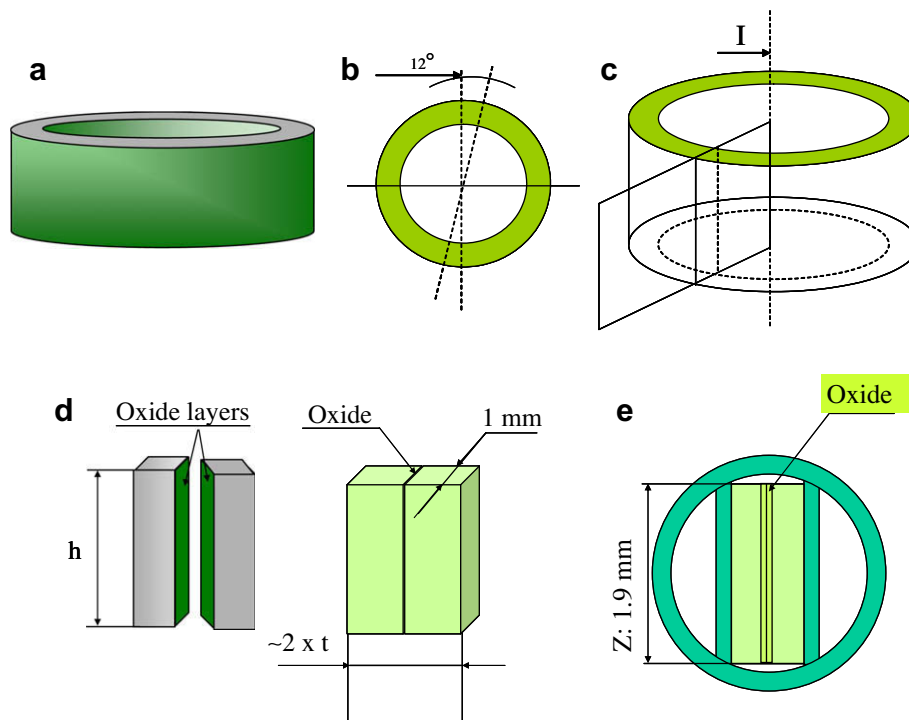 a
b
12°
c
I
d
Oxide layers
h
Oxide
1 mm
~2 x t
e
Oxide
Z: 1.9 mm